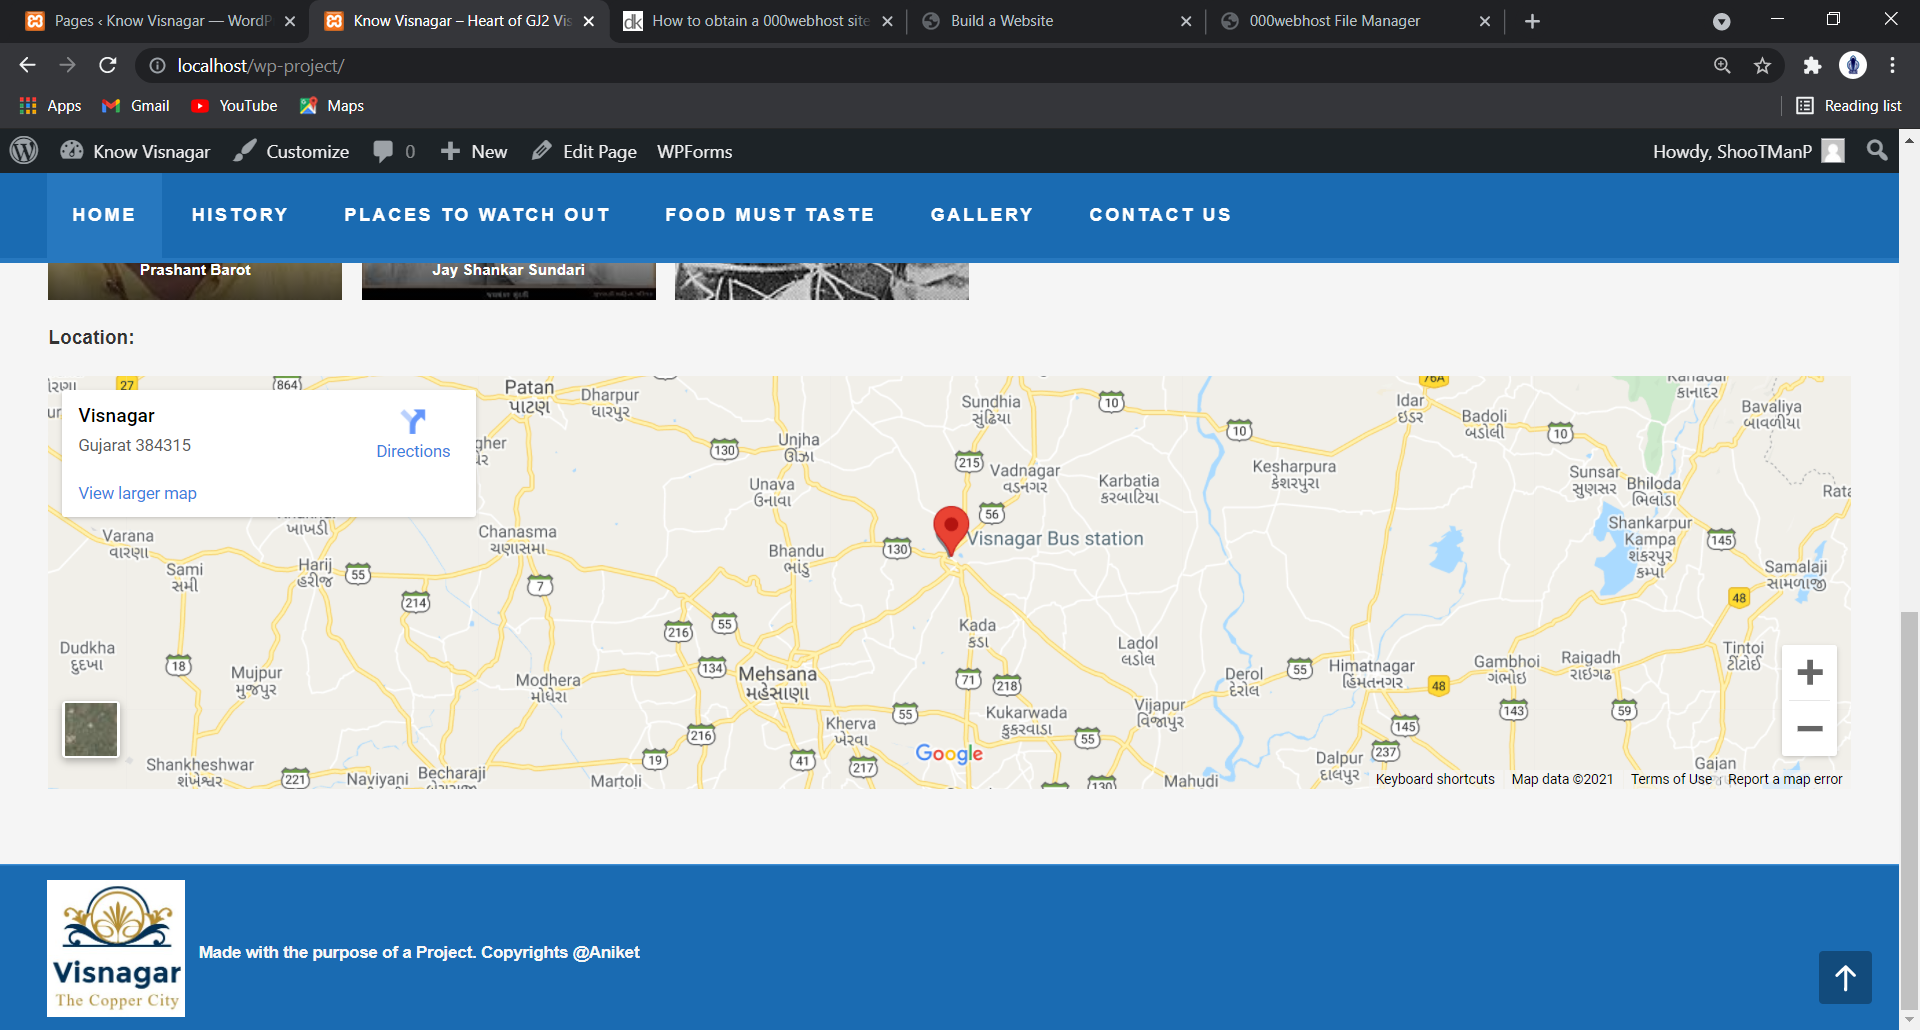 Pages ‹ Know Visnagar — WordP
Know Visnagar – Heart of GJ2 Vis
How to obtain a 000webhost site
Build a Website
000webhost File Manager
localhost/wp-project/
Apps
Gmail
YouTube
Maps
Reading list
Know Visnagar
Customize
0
New
Edit Page
WPForms
Howdy, ShooTManP
HOME
HISTORY
PLACES TO WATCH OUT
FOOD MUST TASTE
GALLERY
CONTACT US
Prashant Barot
Jay Shankar Sundari
Location:
Visnagar
Gujarat 384315
Directions
View larger map
27
864
Patan
પાટણ
Dharpur
ધારપુર
Sundhia
સુંઢિયા
10
10
76A
Idar
ઇડર
Badoli
બડોલી
10
કાનાદર
Bavaliya
બાવળીયા
Unjha
ઊંઝા
130
215
Vadnagar
વડનગર
Karbatia
કરબાટિયા
Kesharpura
કેશરપુરા
Sunsar
સુણસર
Bhiloda
ભિલોડા
Unava
ઉનાવા
56
Visnagar Bus station
ખાખડી
Varana
વારણા
Chanasma
ચાણસમા
Shankarpur
Kampa
શંકરપુર
કમ્પા
145
Bhandu
ભાંડુ
130
Sami
સમી
Harij
હારીજ
55
7
Samalaji
સામળાજી
214
48
216
55
Kada
કડા
Dudkha
દુદખા
18
Mujpur
મુજપુર
134
Mehsana
મહેસાણા
Ladol
લડોલ
Modhera
મોઢેરા
71
218
Derol
દેરોલ
55
Himatnagar
હિંમતનગર
48
Gambhoi
ગંભોઇ
Raigadh
રાઇગઢ
Tintoi
ટીંટોઈ
Kherva
ખેરવા
55
Kukarwada
કુકરવાડા
Vijapur
વિજાપુર
143
59
216
55
145
237
Shankheshwar
શંખેશ્વર
221
Naviyani
Becharaji
19
Martoli
41
217
Google
130
Mahudi
Dalpur
દાલપુર
Gajan
ગાજણ
Keyboard shortcuts
Map data ©2021
Terms of Use
Report a map error
Visnagar
The Copper City
Made with the purpose of a Project. Copyrights @Aniket